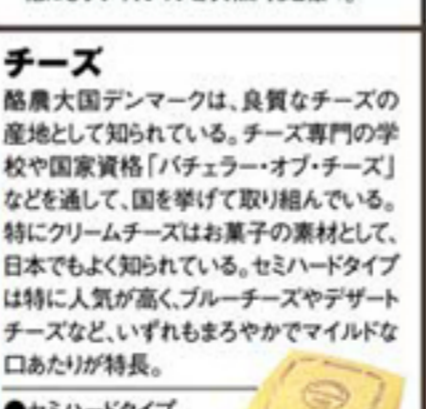 チーズ
酪農大国デンマークは、良質なチーズの
産地として知られている。チーズ専門の学
校や国家資格「バチェラー・オブ・チーズ」
などを通して、国を挙げて取り組んでいる。
特にクリームチーズはお菓子の素材として、
日本でもよく知られている。セミハードタイプ
は特に人気が高く、ブルーチーズやデザート
チーズなど、いずれもまろやかでマイルドな
口あたりが特長。
●セミハードタイプ